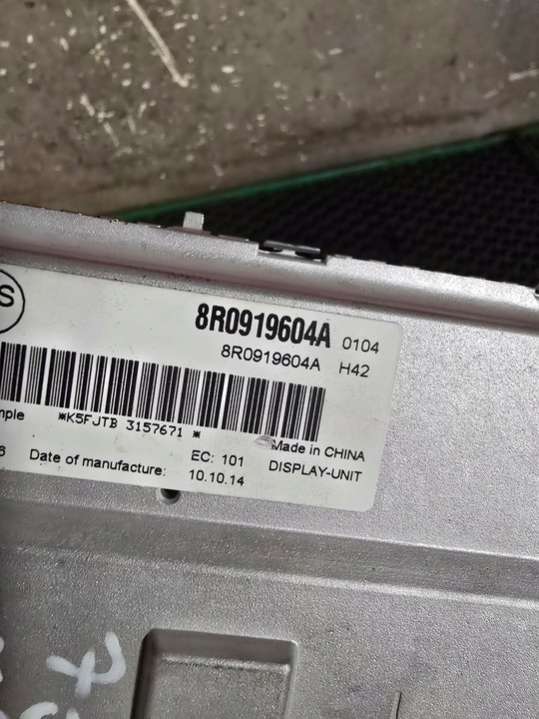 S
8R0919604A 0104
8R0919604A H42
mple *K5FJTB 3157671 *
Made in CHINA
6 Date of manufacture: EC: 101 DISPLAY-UNIT
10.10.14